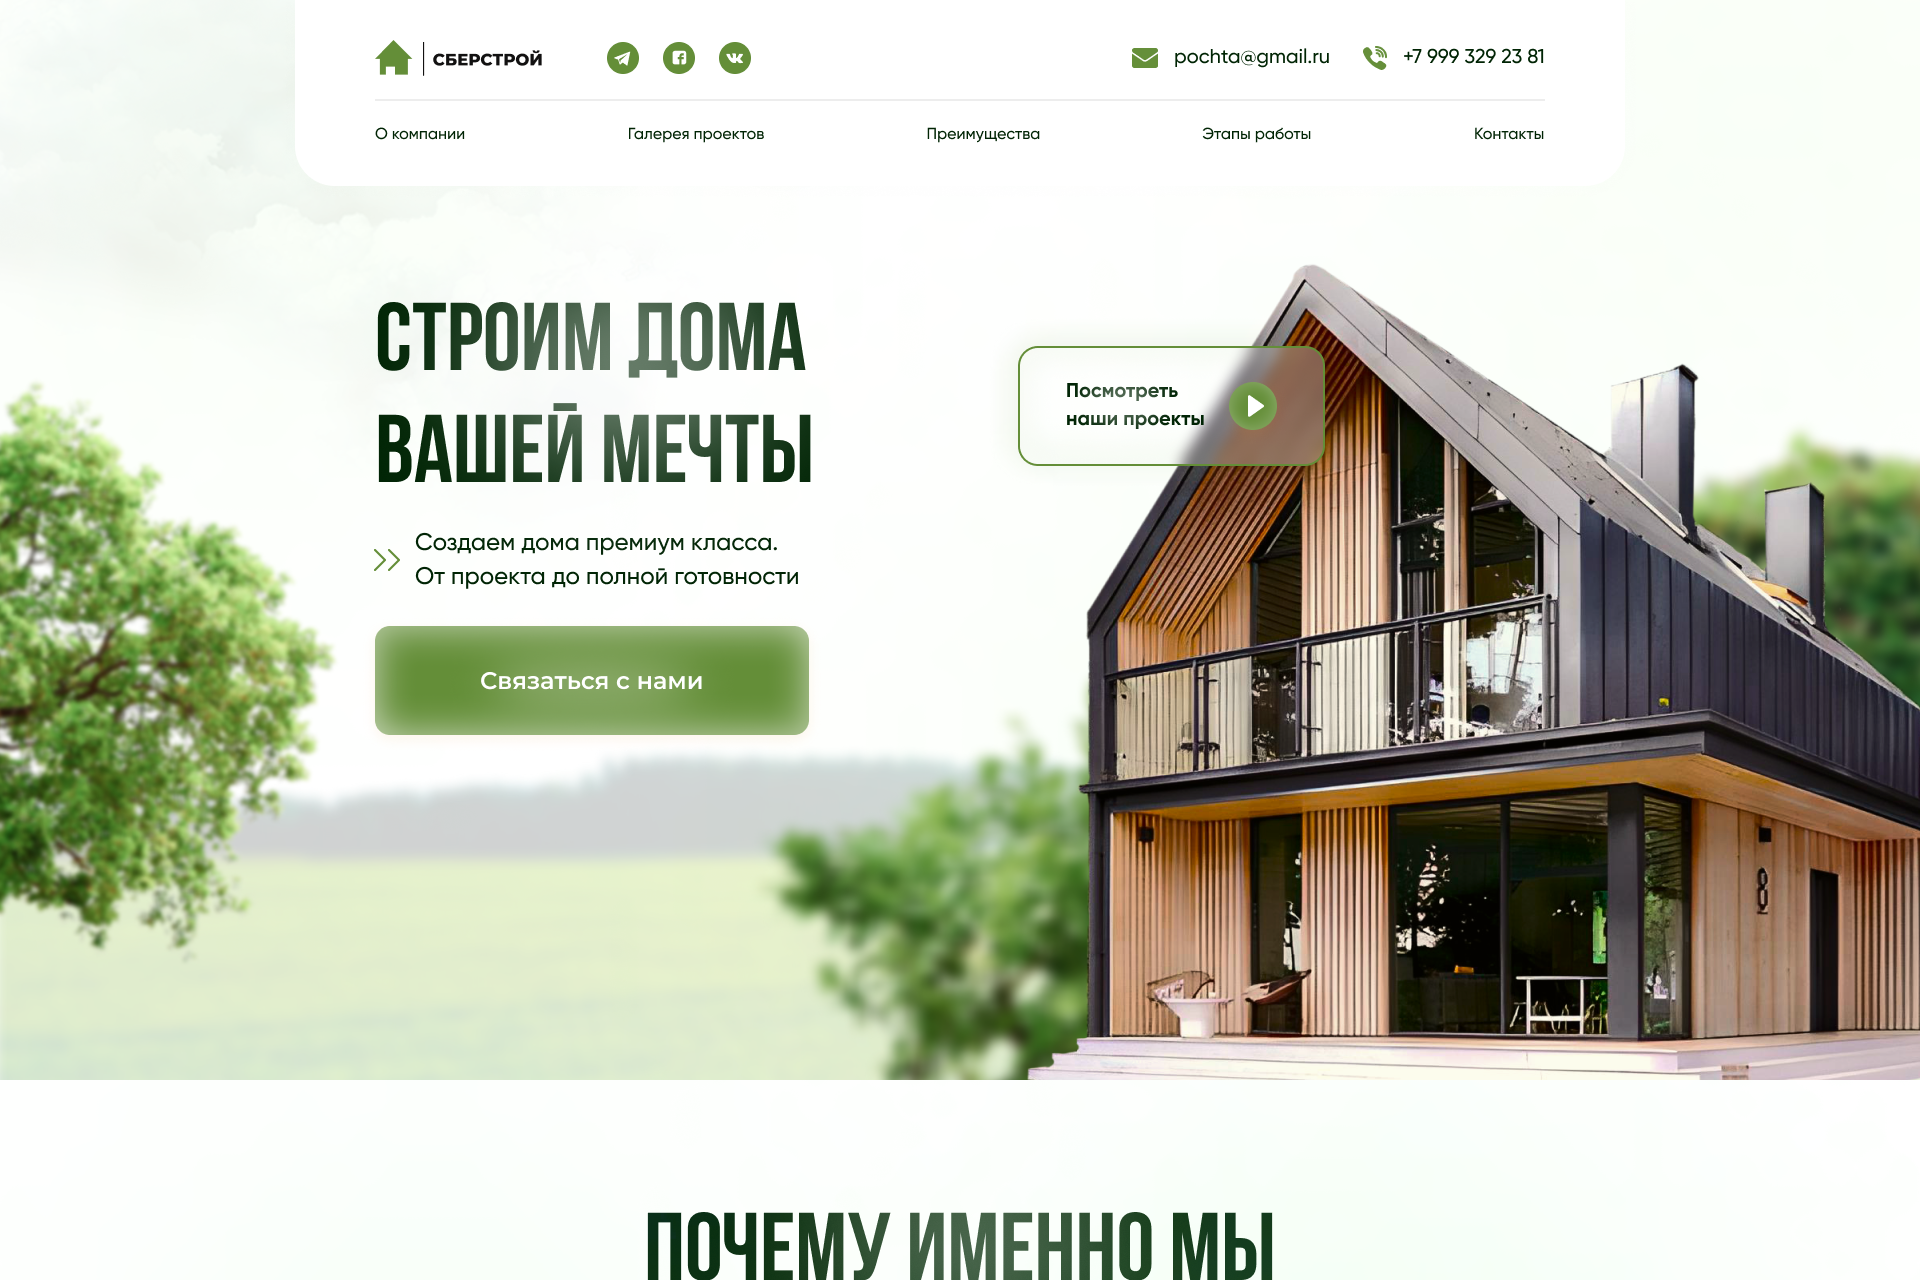 СБЕРСТРОЙ
pochta@gmail.ru
+7 999 329 23 81
О компании
Галерея проектов
Преимущества
Этапы работы
Контакты
СТРОИМ ДОМА
ВАШЕЙ МЕЧТЫ
Посмотреть
наши проекты
Создаем дома премиум класса.
От проекта до полной готовности
Связаться с нами
8
ПОЧЕМУ ИМЕННО МЫ